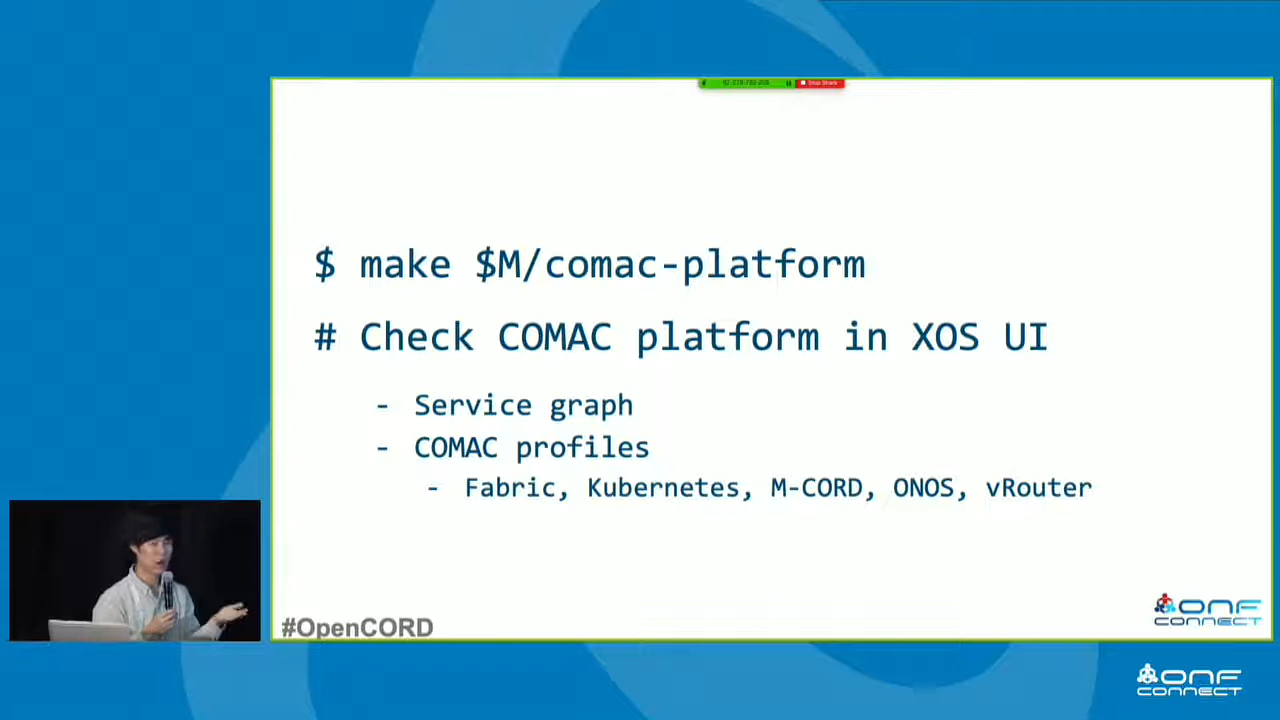 $ make $M/comac-platform
# Check COMAC platform in XOS UI
- Service graph
- COMAC profiles
- Fabric, Kubernetes, M-CORD, ONOS, vRouter
#OpenCORD
ONF
CONNECT
ONF
CONNECT